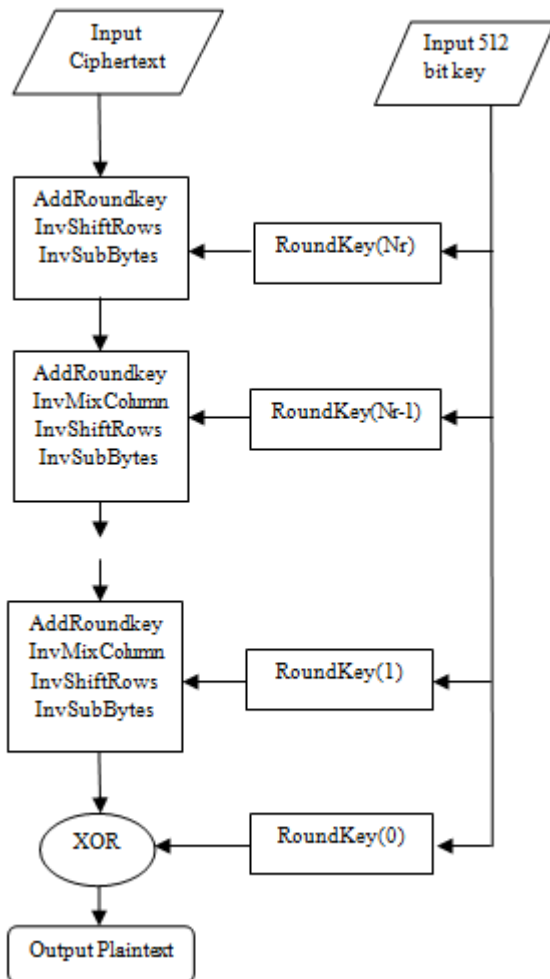 Input
Ciphertext
Input 512
bit key
AddRoundkey
InvShiftRows
InvSubBytes
RoundKey(Nr)
AddRoundkey
InvMixColumn
InvShiftRows
InvSubBytes
RoundKey(Nr-1)
AddRoundkey
InvMixColumn
InvShiftRows
InvSubBytes
RoundKey(1)
XOR
RoundKey(0)
Output Plaintext